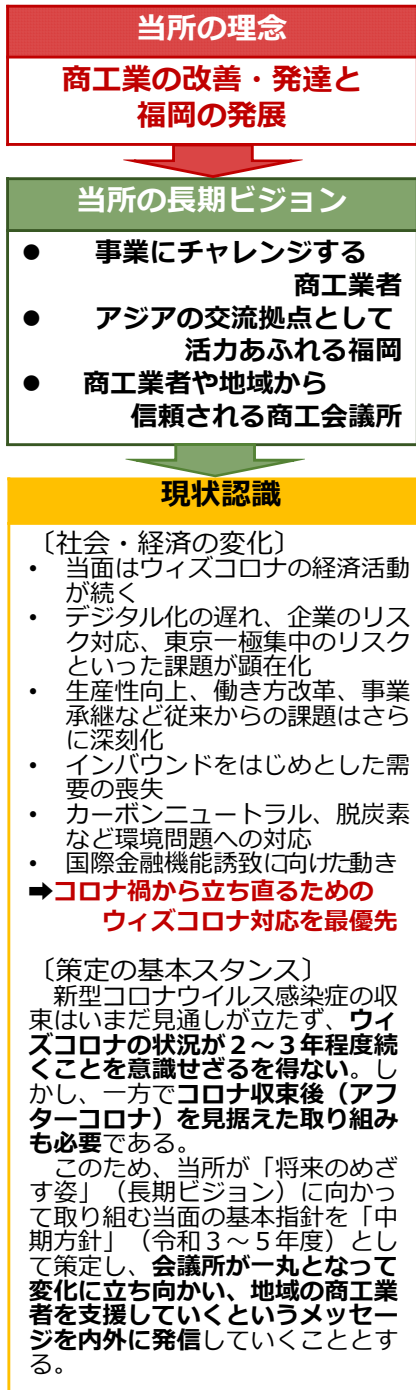 当所の理念
商工業の改善・発達と
福岡の発展
当所の長期ビジョン
● 事業にチャレンジする
商工業者
● アジアの交流拠点として
活力あふれる福岡
● 商工業者や地域から
信頼される商工会議所
現状認識
〔社会・経済の変化〕
• 当面はウィズコロナの経済活動
が続く
• デジタル化の遅れ、企業のリス
ク対応、東京一極集中のリスク
といった課題が顕在化
• 生産性向上、働き方改革、事業
承継など従来からの課題はさら
に深刻化
• インバウンドをはじめとした需
要の喪失
• カーボンニュートラル、脱炭素
など環境問題への対応
• 国際金融機能誘致に向けた動き
➡コロナ禍から立ち直るための
ウィズコロナ対応を最優先
〔策定の基本スタンス〕
新型コロナウイルス感染症の収
束はいまだ見通しが立たず、ウィ
ズコロナの状況が２～３年程度続
くことを意識せざるを得ない。し
かし、一方でコロナ収束後（アフ
ターコロナ）を見据えた取り組み
も必要である。
このため、当所が「将来のめざ
す姿」（長期ビジョン）に向かっ
て取り組む当面の基本指針を「中
期方針」（令和３～５年度）とし
て策定し、会議所が一丸となって
変化に立ち向かい、地域の商工業
者を支援していくというメッセー
ジを内外に発信していくこととす
る。